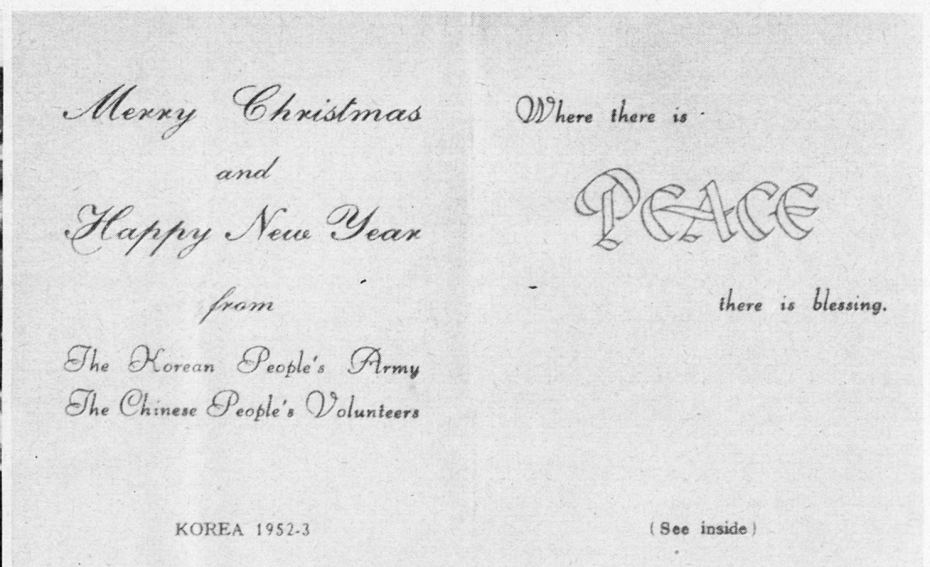 Merry Christmas
and
Happy New Year
from
The Korean People's Army
The Chinese People's Volunteers
KOREA 1952-3
Where there is
PEACE
there is blessing.
(See inside)